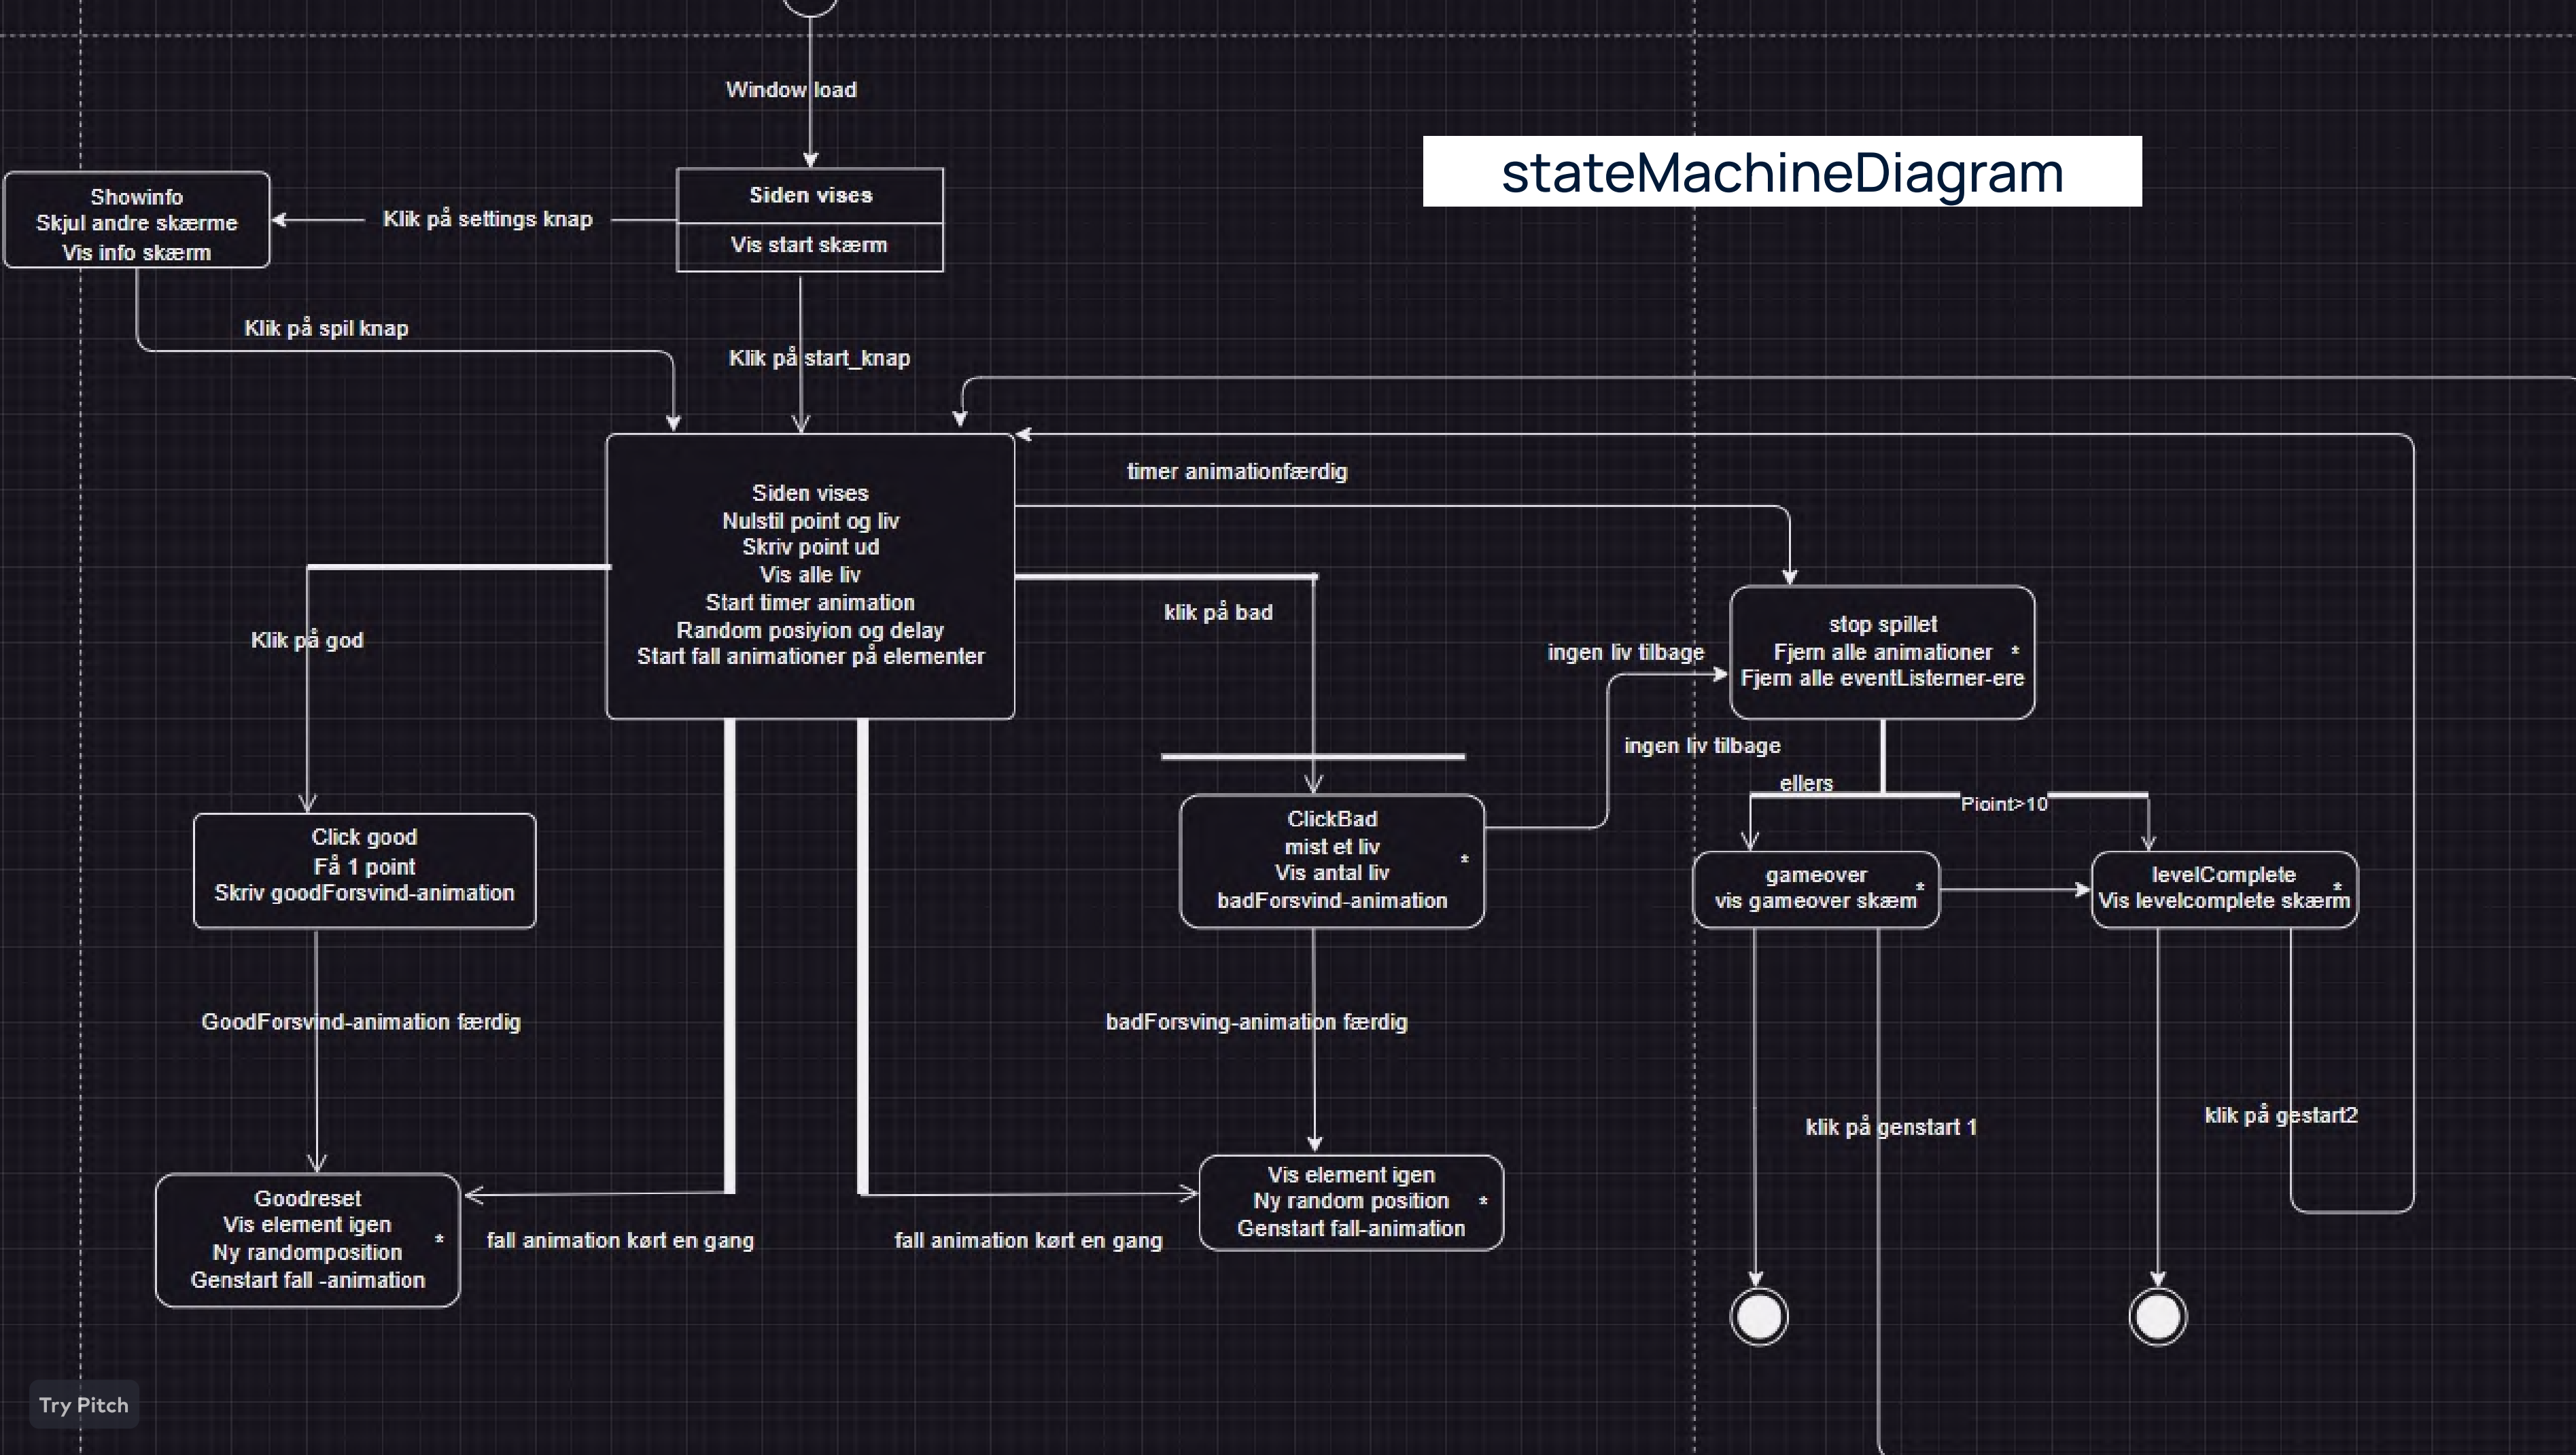 Window load
stateMachineDiagram
Showinfo
Skjul andre skærme
Vis info skærm
Klik på settings knap
Siden vises
Vis start skærm
Klik på spil knap
Klik på start_knap
timer animationfærdig
Siden vises
Nulstil point og liv
Skriv point ud
Vis alle liv
Start timer animation
Random posiyion og delay
Start fall animationer på elementer
Klik på god
klik på bad
ingen liv tilbage
stop spillet
Fjern alle animationer *
Fjern alle eventListerner-ere
ingen liv tilbage
ellers
Pioint>10
Click good
Få 1 point
Skriv goodForsvind-animation
ClickBad
mist et liv
Vis antal liv
*
badForsvind-animation
gameover
vis gameover skæm*
levelComplete
*
Vis levelcomplete skærm
GoodForsvind-animation færdig
badForsving-animation færdig
klik på genstart 1
klik på gestart2
Goodreset
Vis element igen
Ny randomposition
*
Genstart fall -animation
fall animation kørt en gang
fall animation kørt en gang
Vis element igen
Ny random position *
Genstart fall-animation
Try Pitch